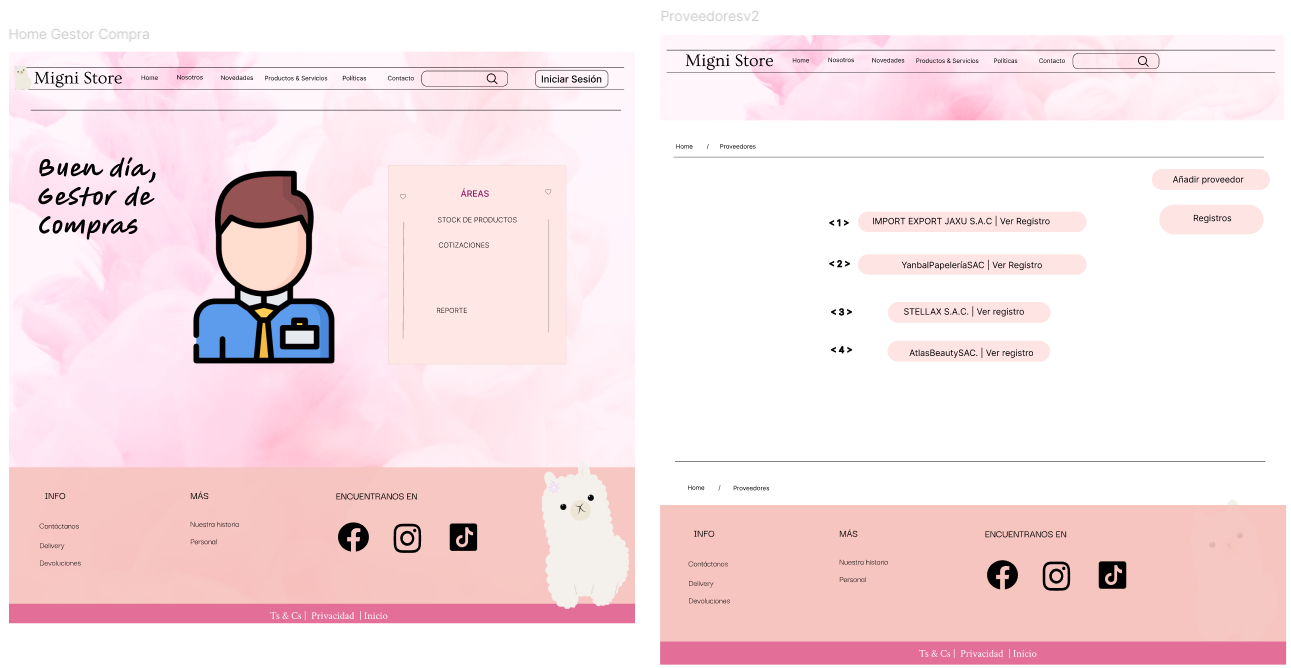 Home Gestor Compra
Migni Store
Home Nosotros Novedades Productos & Servicios Políticas Contacto
Iniciar Sesión
Buen día,
Gestor de
Compras
ÁREAS
STOCK DE PRODUCTOS
COTIZACIONES
REPORTE
INFO
Contáctanos
Delivery
Devoluciones
MÁS
Nuestra historia
Personal
ENCUENTRANOS EN
Ts & Cs | Privacidad | Inicio
Proveedoresv2
Migni Store
Home Nosotros Novedades Productos & Servicios Políticas Contacto
Home / Proveedores
Añadir proveedor
Registros
<1> IMPORT EXPORT JAXU S.A.C | Ver Registro
<2> YanbalPapeleríaSAC | Ver Registro
<3> STELLAX S.A.C. | Ver registro
<4> AtlasBeautySAC. | Ver registro
Home / Proveedores
INFO
Contáctanos
Delivery
Devoluciones
MÁS
Nuestra historia
Personal
ENCUENTRANOS EN
Ts & Cs | Privacidad | Inicio